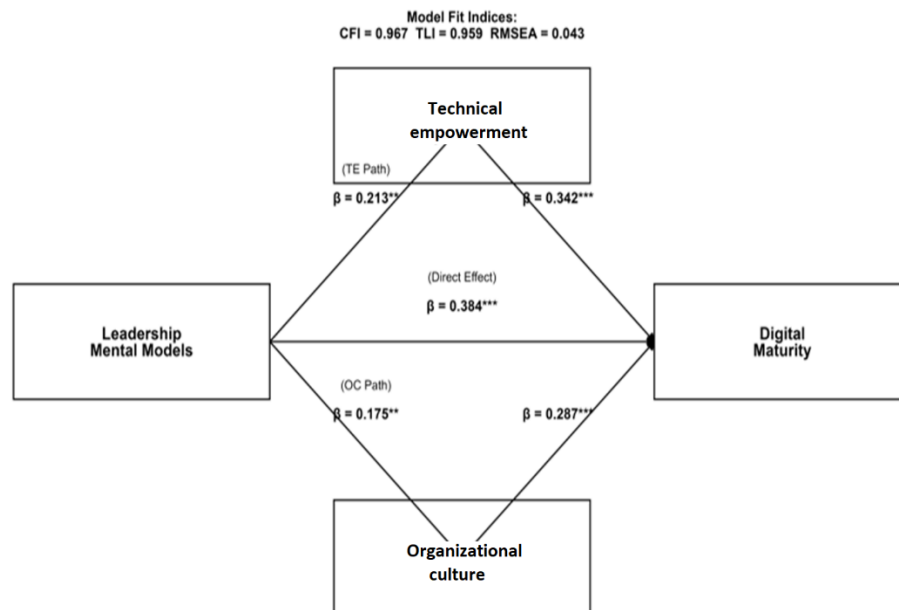 Model Fit Indices:
CFI = 0.967 TLI = 0.959 RMSEA = 0.043
Technical
empowerment
(TE Path)
β = 0.213**
β = 0.342***
(Direct Effect)
β = 0.384***
Leadership
Mental Models
Digital
Maturity
(OC Path)
β = 0.175**
β = 0.287***
Organizational
culture